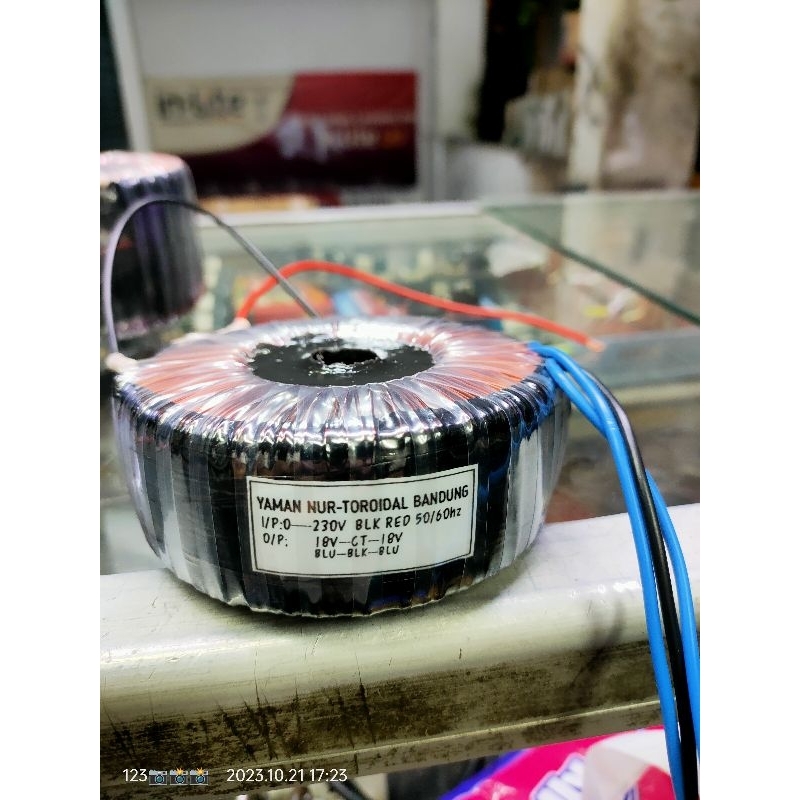 inside
YAMAN NUR-TOROIDAL BANDUNG
I/P:0—-230V BLK RED 50/60hz
O/P: 18V—CT—18V
BLU—BLK—BLU
123📷📸📸 2023.10.21 17:23